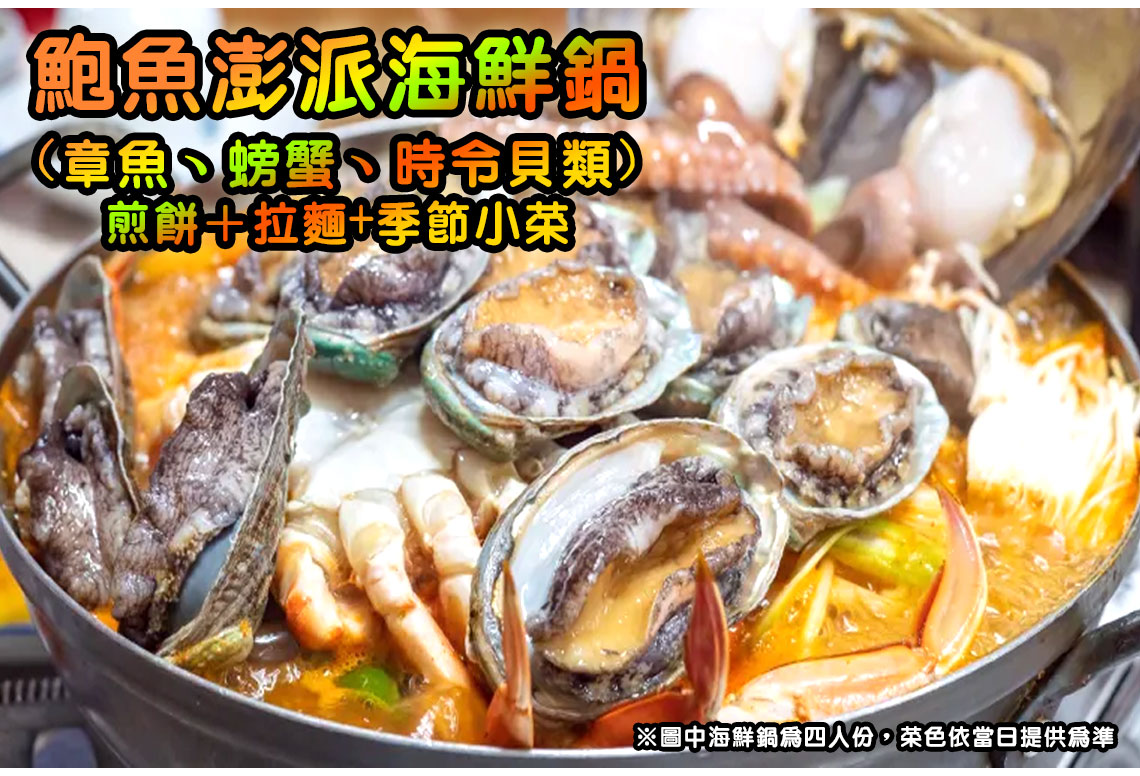 鮑魚澎派海鮮鍋
（章魚、螃蟹、時令貝類）
煎餅＋拉麵+季節小菜
※圖中海鮮鍋為四人份，菜色依當日提供為準